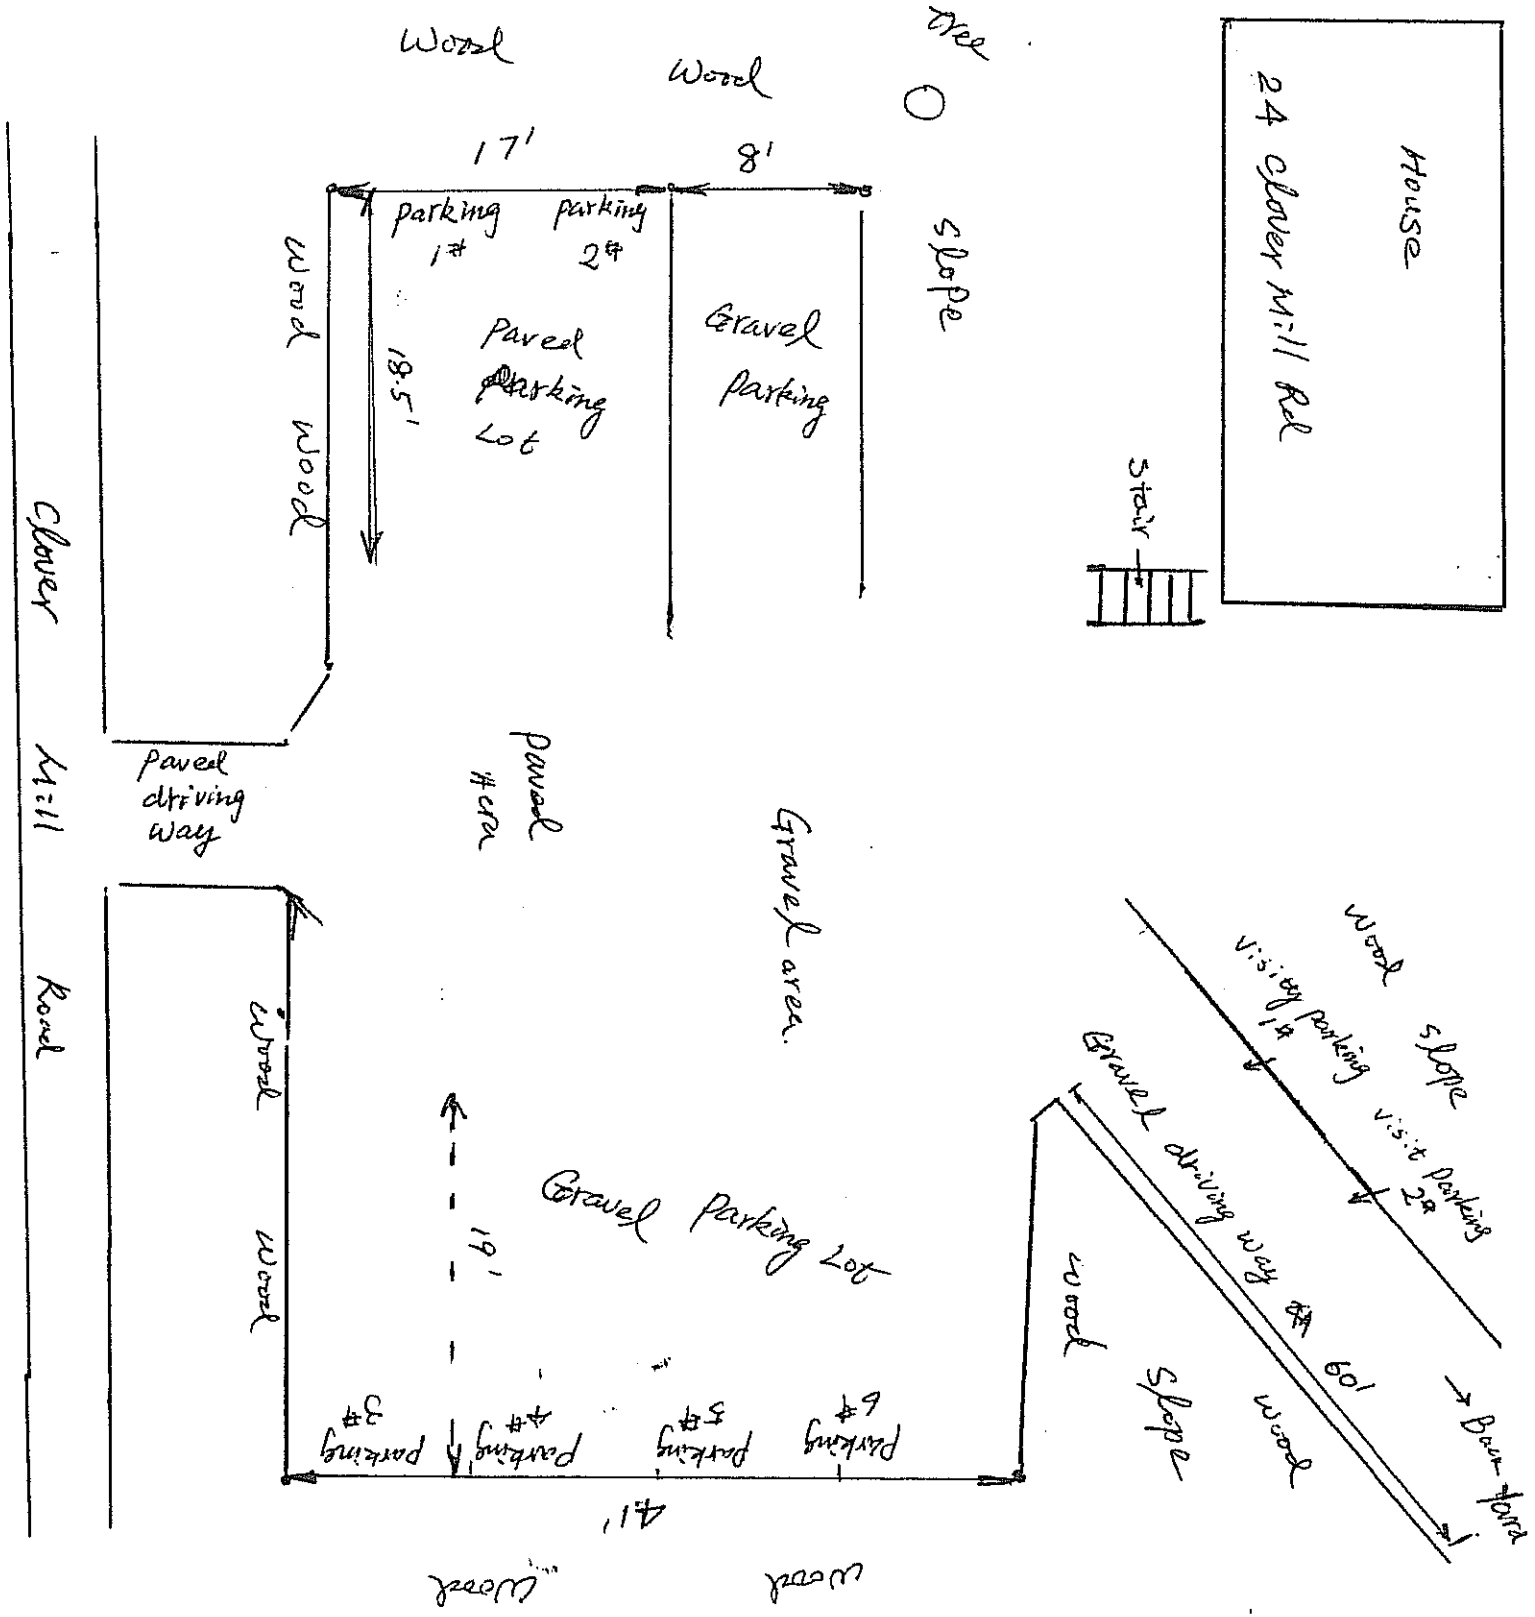 Wood
Wood
Tree
House
24 Clover Mill Rd
17'
8'
parking
1#
parking
2#
Slope
Wood Wood
18.5'
Paved
Parking
Lot
Gravel
Parking
Stair
Clover Mill Road
Paved
driving
Way
Paved
Gravel area.
Wood Slope
parking
1#
visit Parking
2#
Gravel driving way
60'
→ Back Yard
Wood Wood
19'
Gravel Parking Lot
Wood
Slope
Wood
Parking
3#
Parking
4#
Parking
5#
Parking
6#
41'
Wood
Wood